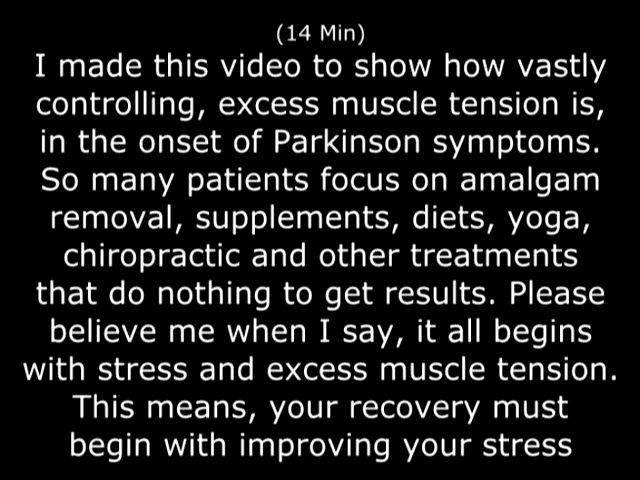 (14 Min)
I made this video to show how vastly
controlling, excess muscle tension is,
in the onset of Parkinson symptoms.
So many patients focus on amalgam
removal, supplements, diets, yoga,
chiropractic and other treatments
that do nothing to get results. Please
believe me when I say, it all begins
with stress and excess muscle tension.
This means, your recovery must
begin with improving your stress